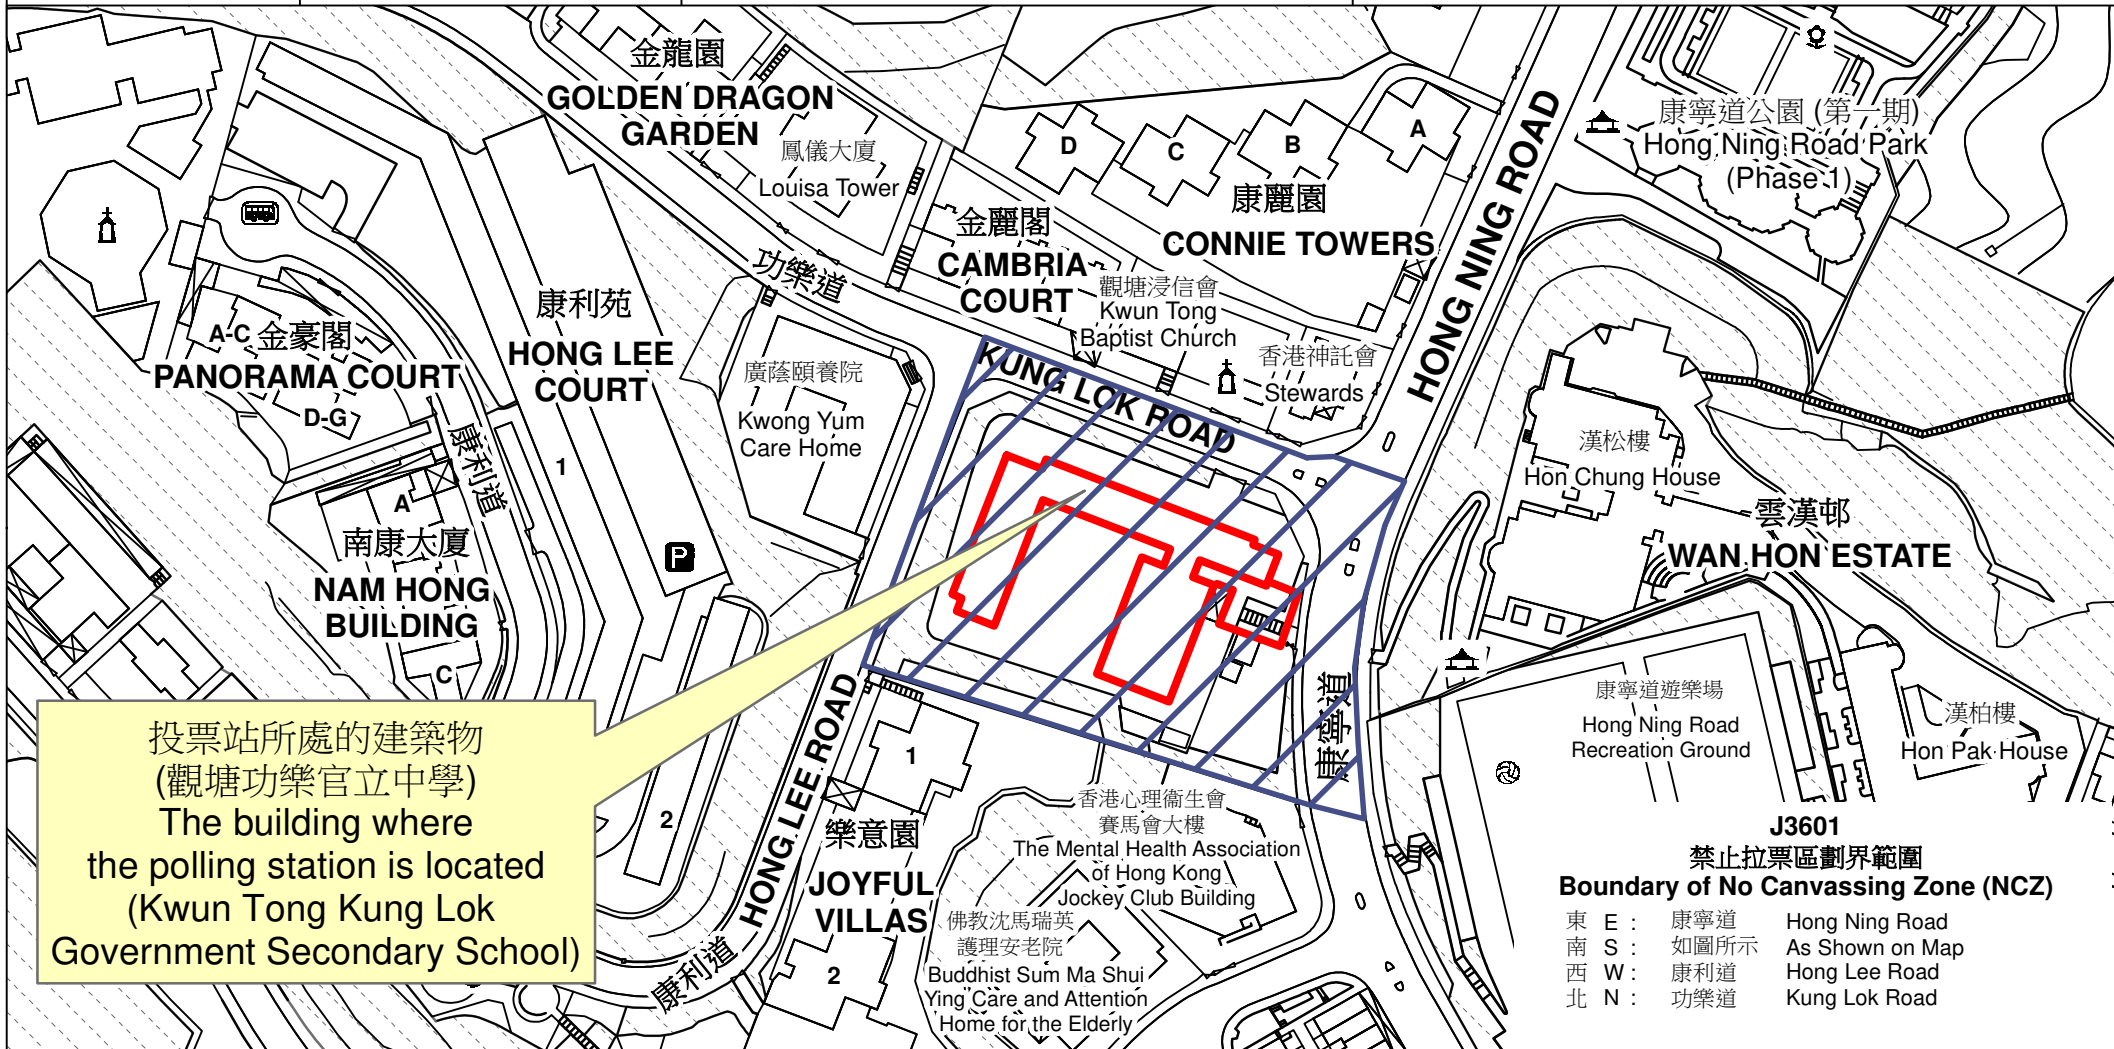 金龍園
GOLDEN DRAGON
GARDEN
鳳儀大廈
Louisa Tower
功樂道
金麗閣
CAMBRIA
COURT
觀塘浸信會
Kwun Tong
Baptist Church
香港神託會
Stewards
D
C
B
A
康麗園
CONNIE TOWERS
HONG NING ROAD
康寧道公園 (第一期)
Hong Ning Road Park
(Phase 1)
A-C
金豪閣
PANORAMA COURT
D-G
康利苑
HONG LEE
COURT
1
2
P
康利道
廣蔭頤養院
Kwong Yum
Care Home
KUNG LOK ROAD
漢松樓
Hon Chung House
雲漢邨
WAN HON ESTATE
A
南康大廈
NAM HONG
BUILDING
C
康寧道
康寧道遊樂場
Hong Ning Road
Recreation Ground
漢柏樓
Hon Pak House
投票站所處的建築物
(觀塘功樂官立中學)
The building where
the polling station is located
(Kwun Tong Kung Lok
Government Secondary School)
HONG LEE ROAD
康利道
1
樂意園
JOYFUL
VILLAS
2
香港心理衞生會
賽馬會大樓
The Mental Health Association
of Hong Kong
Jockey Club Building
佛教沈馬瑞英
護理安老院
Buddhist Sum Ma Shui
Ying Care and Attention
Home for the Elderly
J3601
禁止拉票區劃界範圍
Boundary of No Canvassing Zone (NCZ)
東 E : 康寧道 Hong Ning Road
南 S : 如圖所示 As Shown on Map
西 W : 康利道 Hong Lee Road
北 N : 功樂道 Kung Lok Road